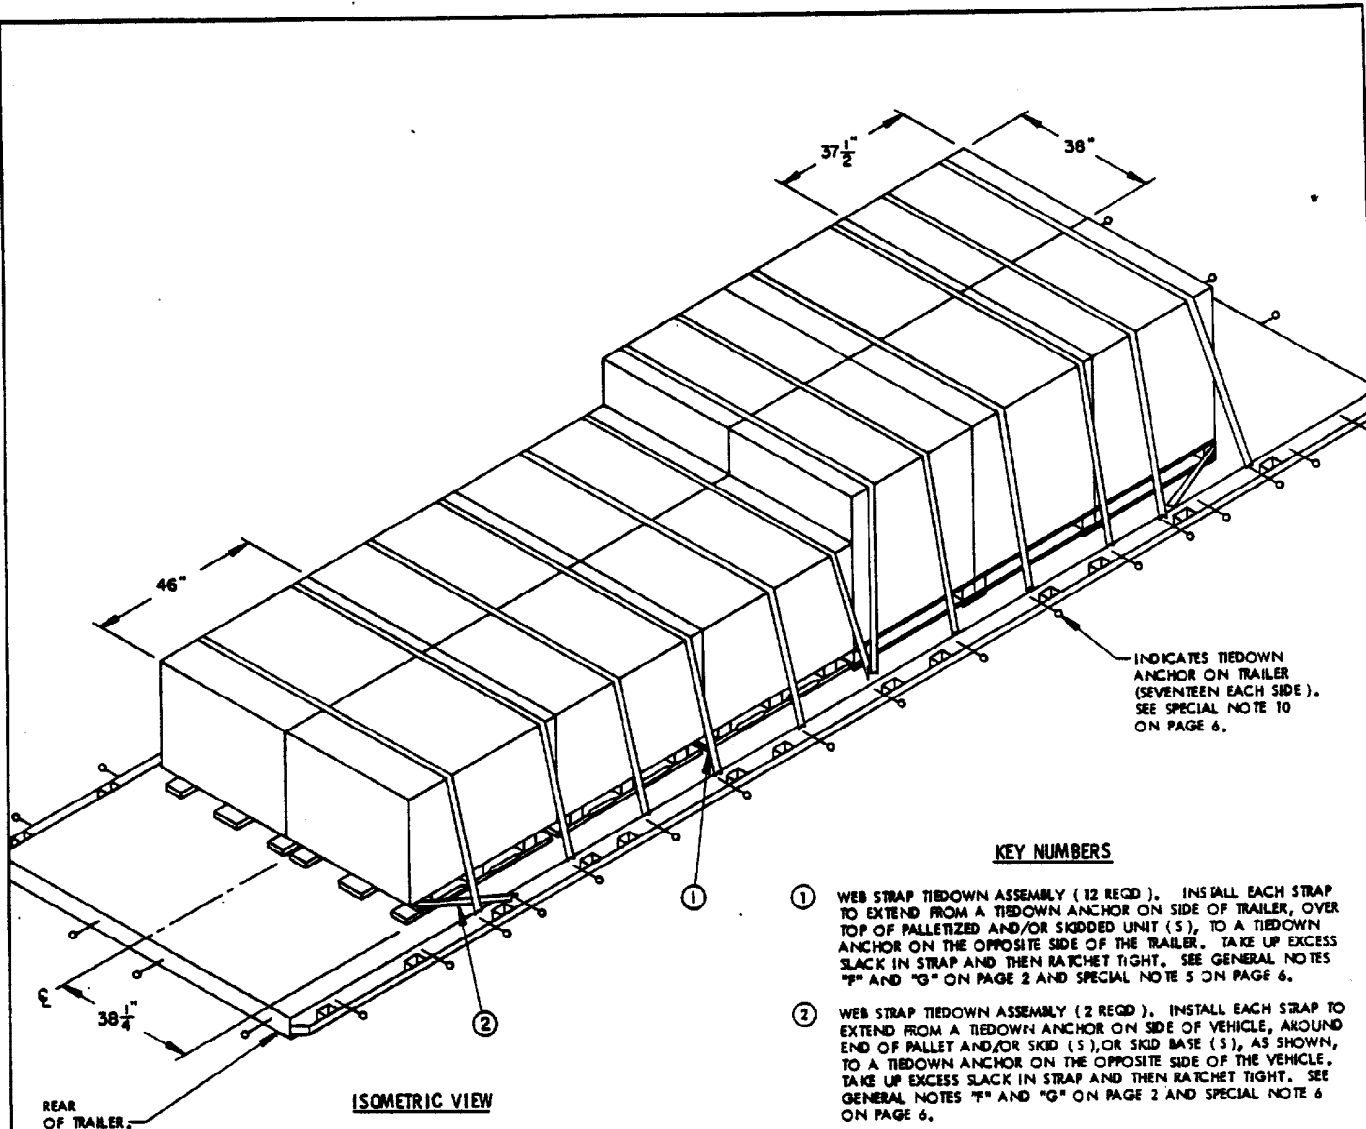 37 1/2"
38"
46"
INDICATES TIEDOWN
ANCHOR ON TRAILER
(SEVENTEEN EACH SIDE).
SEE SPECIAL NOTE 10
ON PAGE 6.
KEY NUMBERS
① WEB STRAP TIEDOWN ASSEMBLY (12 REQD). INSTALL EACH STRAP
TO EXTEND FROM A TIEDOWN ANCHOR ON SIDE OF TRAILER, OVER
TOP OF PALLETIZED AND/OR SKIDDED UNIT (S), TO A TIEDOWN
ANCHOR ON THE OPPOSITE SIDE OF THE TRAILER. TAKE UP EXCESS
SLACK IN STRAP AND THEN RATCHET TIGHT. SEE GENERAL NOTES
"F" AND "G" ON PAGE 2 AND SPECIAL NOTE 5 ON PAGE 6.
② WEB STRAP TIEDOWN ASSEMBLY (2 REQD). INSTALL EACH STRAP TO
EXTEND FROM A TIEDOWN ANCHOR ON SIDE OF VEHICLE, AROUND
END OF PALLET AND/OR SKID (S), OR SKID BASE (S), AS SHOWN,
TO A TIEDOWN ANCHOR ON THE OPPOSITE SIDE OF THE VEHICLE.
TAKE UP EXCESS SLACK IN STRAP AND THEN RATCHET TIGHT. SEE
GENERAL NOTES "F" AND "G" ON PAGE 2 AND SPECIAL NOTE 6
ON PAGE 6.
①
②
℄
38 1/4"
REAR
OF TRAILER.
ISOMETRIC VIEW